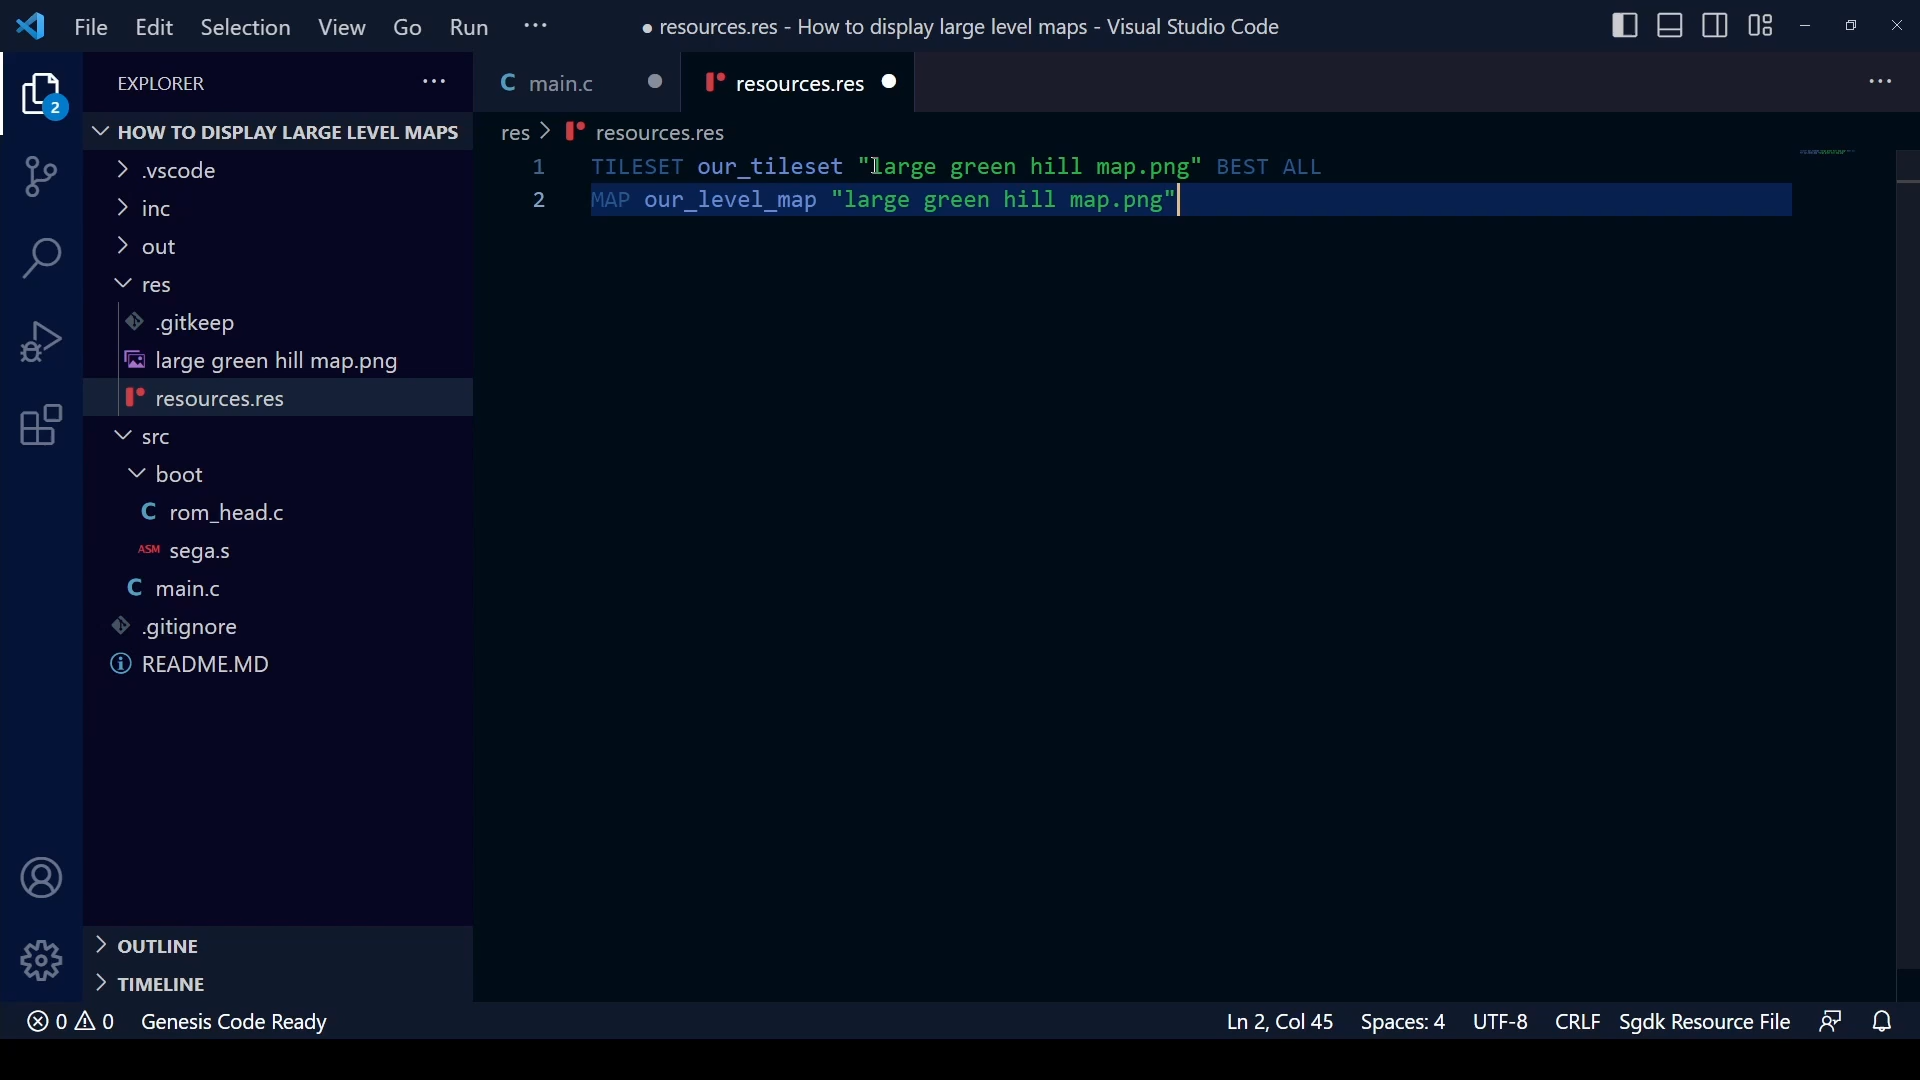 File Edit Selection View Go Run ···
● resources.res - How to display large level maps - Visual Studio Code
EXPLORER
2
C main.c
resources.res
HOW TO DISPLAY LARGE LEVEL MAPS
res > resources.res
.vscode
inc
out
res
.gitkeep
large green hill map.png
resources.res
src
boot
C rom_head.c
ASM sega.s
C main.c
.gitignore
README.MD
1 TILESET our_tileset "large green hill map.png" BEST ALL
2 MAP our_level_map "large green hill map.png"
OUTLINE
TIMELINE
0 0 Genesis Code Ready
Ln 2, Col 45 Spaces: 4 UTF-8 CRLF Sgdk Resource File